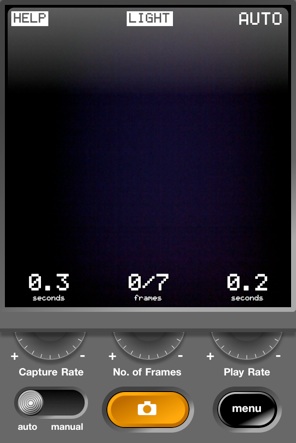 HELP LIGHT AUTO
0.3 0/7 0.2
seconds frames seconds
+ - + - + -
Capture Rate No. of Frames Play Rate
auto manual menu